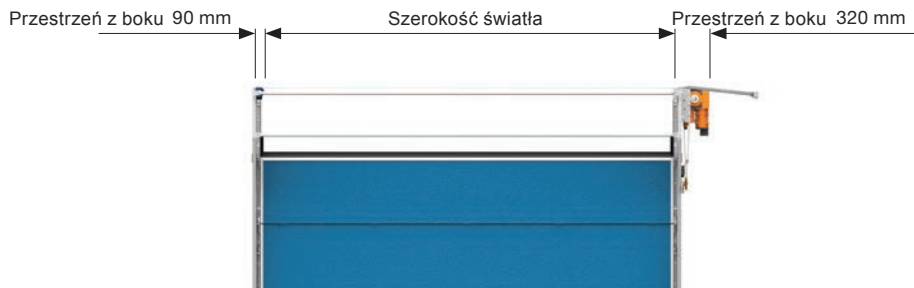 Przestrzeń z boku 90 mm
Szerokość światła
Przestrzeń z boku 320 mm